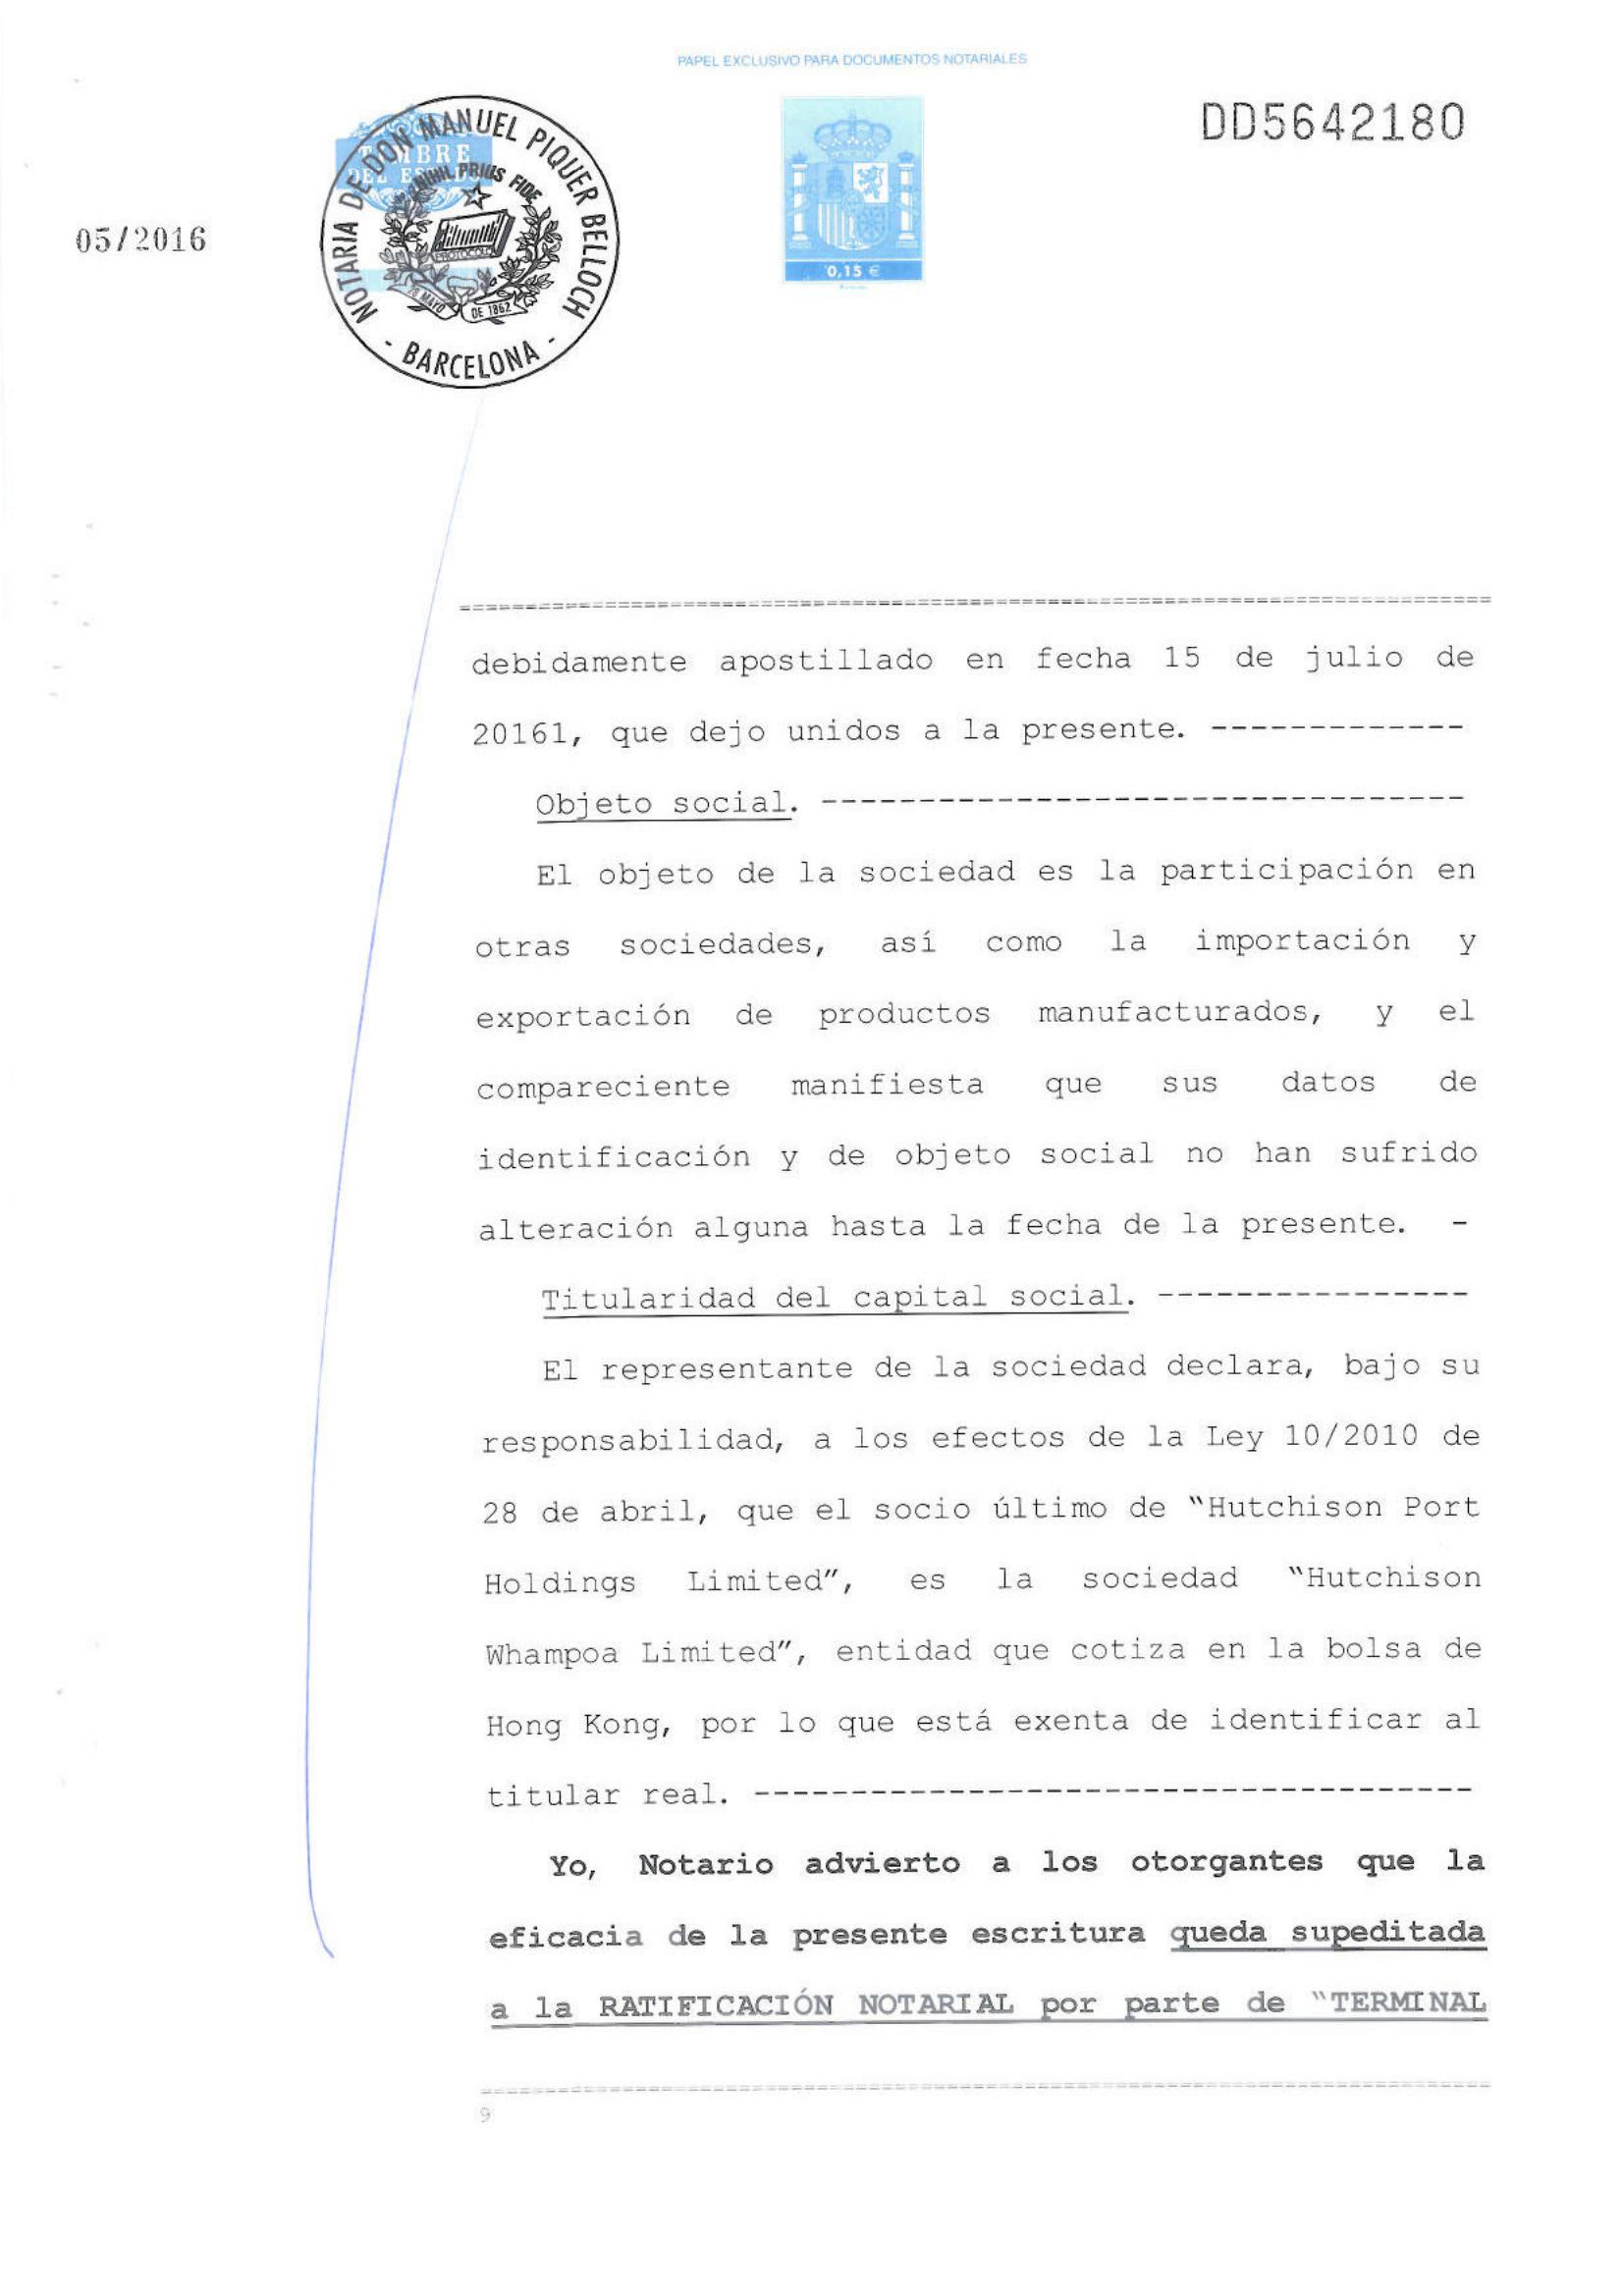 PAPEL EXCLUSIVO PARA DOCUMENTOS NOTARIALES
DD5642180
05/2016
NOTARIA DE DON MANUEL PIQUER BELLOCH
- BARCELONA -
TIMBRE
DEL ESTADO
NIHIL PRIUS FIDE
PROTOCOLO
28 MAYO
DE 1862
0,15 €
debidamente apostillado en fecha 15 de julio de
20161, que dejo unidos a la presente. -------------
Objeto social. ---------------------------------
El objeto de la sociedad es la participación en
otras sociedades, así como la importación y
exportación de productos manufacturados, y el
compareciente manifiesta que sus datos de
identificación y de objeto social no han sufrido
alteración alguna hasta la fecha de la presente. -
Titularidad del capital social. ----------------
El representante de la sociedad declara, bajo su
responsabilidad, a los efectos de la Ley 10/2010 de
28 de abril, que el socio último de "Hutchison Port
Holdings Limited", es la sociedad "Hutchison
Whampoa Limited", entidad que cotiza en la bolsa de
Hong Kong, por lo que está exenta de identificar al
titular real. -------------------------------------
Yo, Notario advierto a los otorgantes que la
eficacia de la presente escritura queda supeditada
a la RATIFICACIÓN NOTARIAL por parte de "TERMINAL
9